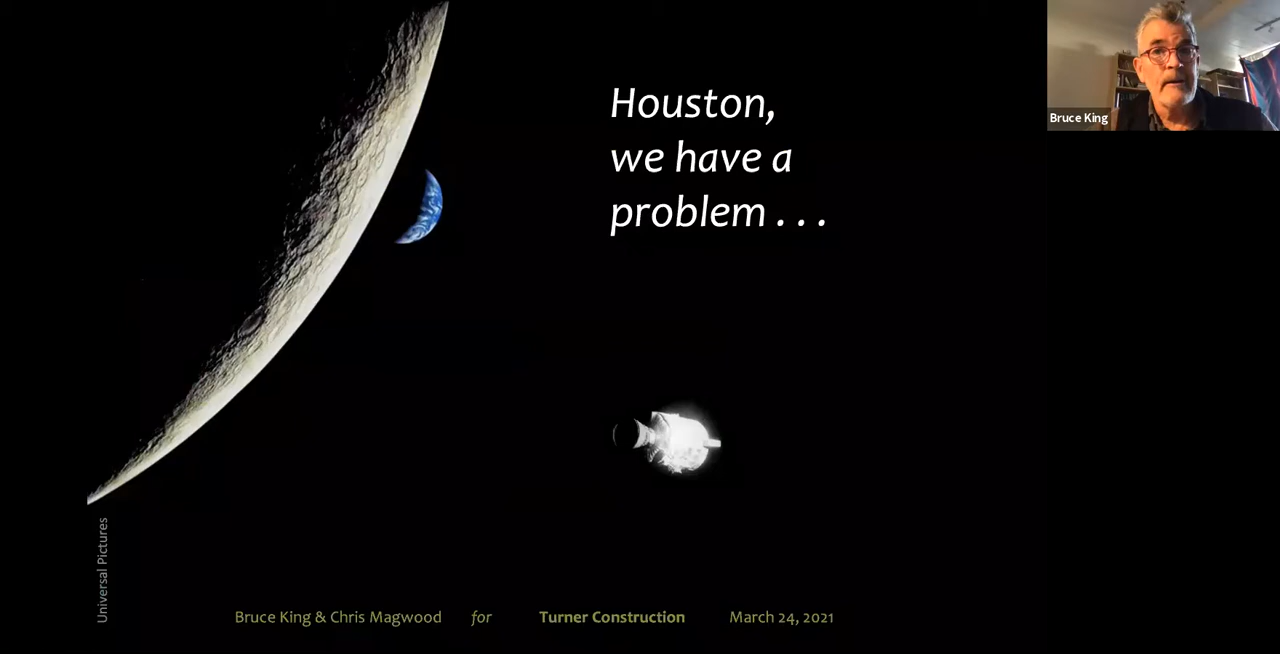 Houston,
we have a
problem . . .
Bruce King
Universal Pictures
Bruce King & Chris Magwood for Turner Construction March 24, 2021